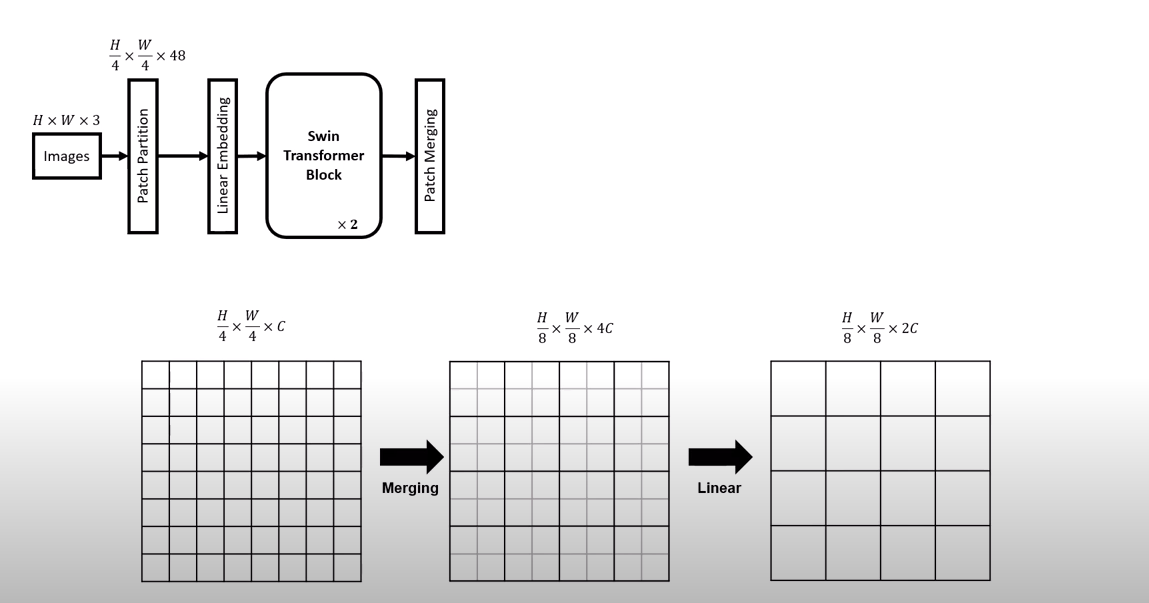 H/4 × W/4 × 48
H × W × 3
Images
Patch Partition
Linear Embedding
Swin
Transformer
Block
× 2
Patch Merging
H/4 × W/4 × C
H/8 × W/8 × 4C
H/8 × W/8 × 2C
Merging
Linear